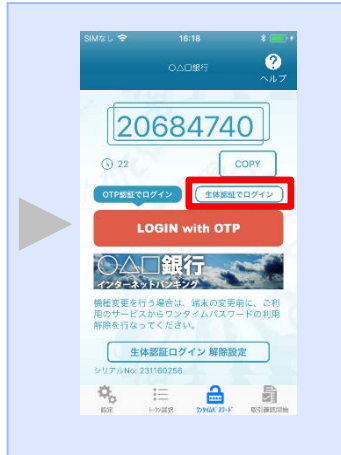 SIMなし 16:18
○△□銀行
?
ヘルプ
20684740
22 COPY
OTP認証でログイン 生体認証でログイン
LOGIN with OTP
○△□銀行
インターネットバンキング
機種変更を行う場合は、端末の変更前に、ご利
用のサービスからワンタイムパスワードの利用
解除を行なってください。
生体認証ログイン 解除設定
シリアルNo: 231160256
設定 トークン選択 ワンタイムパスワード 取引確認開始